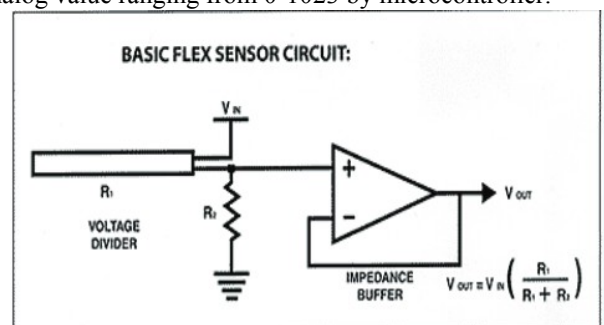 analog value ranging from 0-1023 by microcontroller.
BASIC FLEX SENSOR CIRCUIT:
V IN
R₁
VOLTAGE
DIVIDER
R₂
+
−
V OUT
IMPEDANCE
BUFFER
V OUT = V IN ( R₁ / R₁ + R₂ )